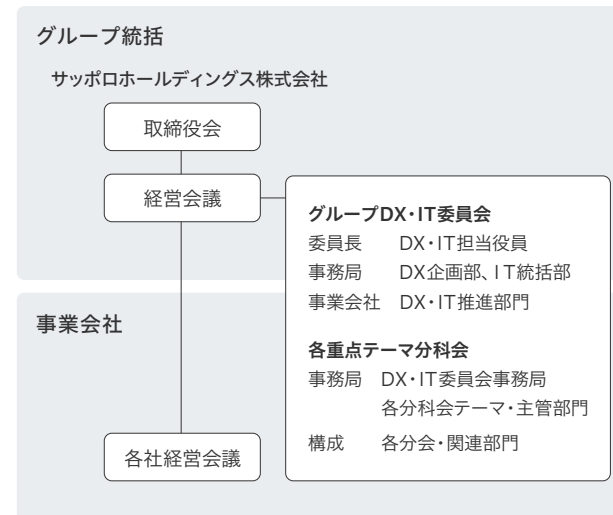 グループ統括
サッポロホールディングス株式会社
取締役会
経営会議
グループDX・IT委員会
委員長 DX・IT担当役員
事務局 DX企画部、IT統括部
事業会社 DX・IT推進部門
各重点テーマ分科会
事務局 DX・IT委員会事務局
各分科会テーマ・主管部門
構成 各分会・関連部門
事業会社
各社経営会議